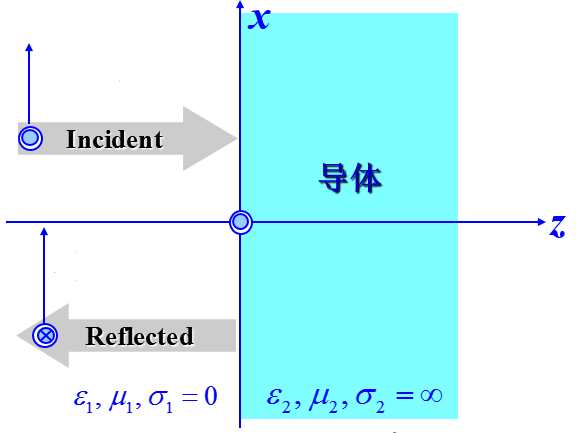 x
Incident
导体
z
Reflected
ε₁, μ₁, σ₁ = 0
ε₂, μ₂, σ₂ = ∞